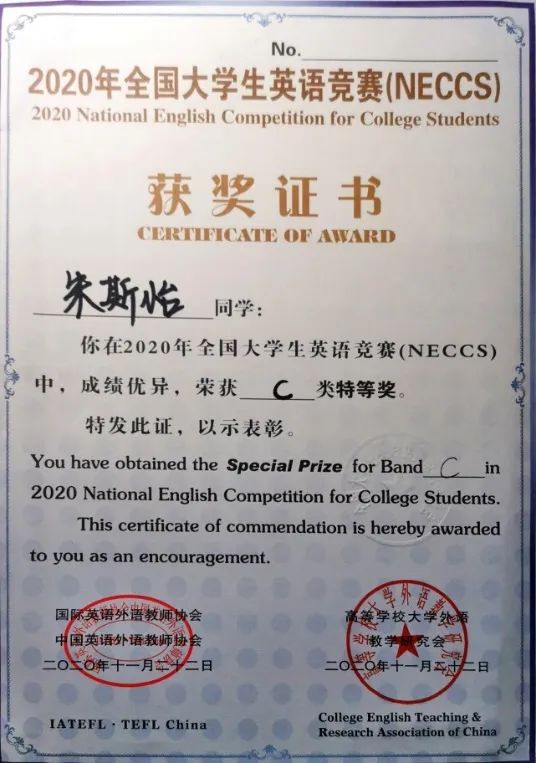 No.
2020年全国大学生英语竞赛(NECCS)
2020 National English Competition for College Students
获奖证书
CERTIFICATE OF AWARD
朱斯怡 同学:
你在2020年全国大学生英语竞赛(NECCS)
中，成绩优异，荣获 C 类特等奖。
特发此证，以示表彰。
You have obtained the Special Prize for Band C in
2020 National English Competition for College Students.
This certificate of commendation is hereby awarded
to you as an encouragement.
国际英语外语教师协会
中国英语外语教师协会
二〇二〇年十一月二十二日
IATEFL · TEFL China
高等学校大学外语
教学研究会
二〇二〇年十一月二十二日
College English Teaching &
Research Association of China